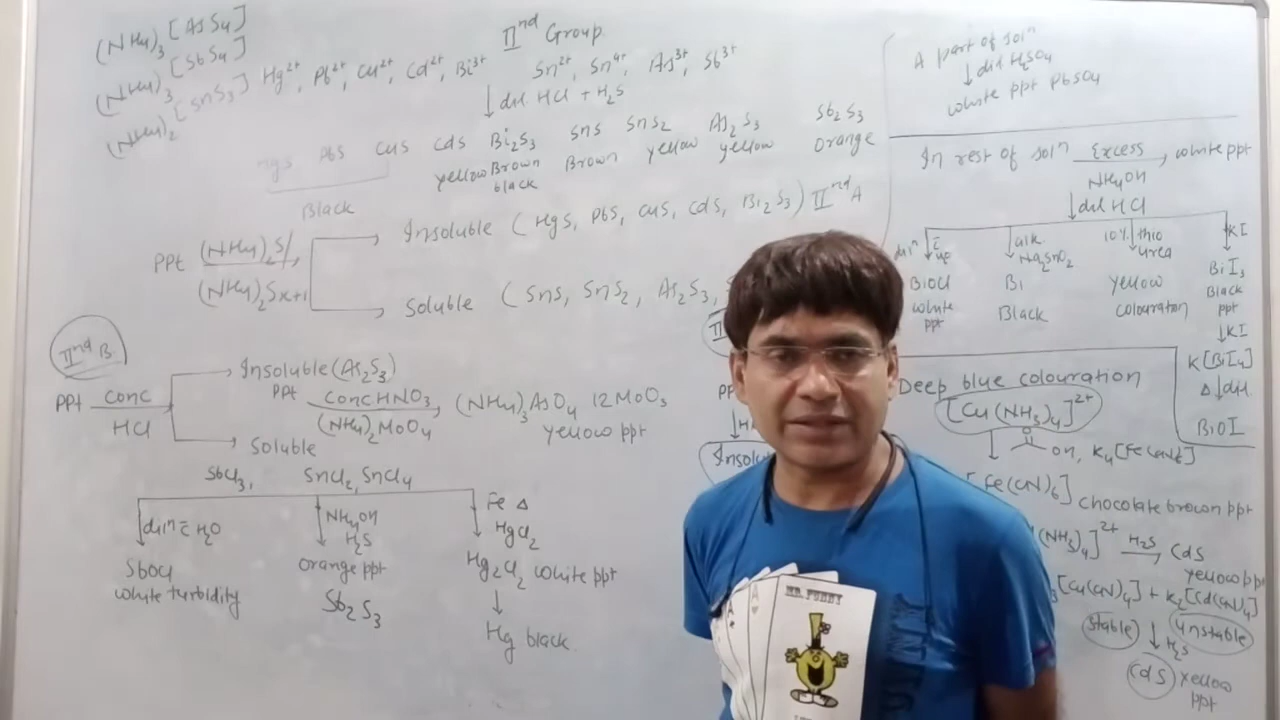 (NH4)3[AsS4]
(NH4)3[SbS4]
(NH4)2[SnS3]
IInd Group
Hg2+, Pb2+, Cu2+, Cd2+, Bi3+ Sn2+, Sn4+, As3+, Sb3+
↓ dil HCl + H2S
HgS PbS CuS CdS Bi2S3 SnS SnS2 As2S3 Sb2S3
Black yellow Brown black Brown yellow yellow orange
PPt (NH4)2S/, (NH4)2Sx+1
Insoluble (HgS, PbS, CuS, CdS, Bi2S3) IInd A
Soluble (SnS, SnS2, As2S3,
IInd B.
PPt conc HCl
Insoluble (As2S3)
PPt conc HNO3, (NH4)2MoO4 (NH4)3AsO4 12MoO3
yellow ppt
Soluble
SbCl3, SnCl2, SnCl4
↓ diln c̄ H2O
SbOCl
white turbidity
↓ NH4OH H2S
orange ppt
Sb2S3
↓ Fe Δ HgCl2
Hg2Cl2 white ppt
↓
Hg black
A part of soln
↓ dil H2SO4
white ppt PbSO4
In rest of soln Excess NH4OH, white ppt
↓ dil HCl
BiOCl
white ppt
↓ alk Na2SnO2
Bi
Black
10% ↓ thio urea
yellow
colouration
↓ KI
BiI3
Black
ppt
↓ KI
K[BiI4]
Δ ↓ dil.
BiOI
PP
Insolu
Deep blue colouration
[Cu(NH3)4]2+
↓ OH, K4[Fe(CN)6]
[Fe(CN)6] chocolate brown ppt
(NH3)4]2+ H2S → CdS
yellow pp
3[Cu(CN)4] + K2[Cd(CN)4]
stable unstable
↓ H2S
CdS yellow
ppt
MR. FUNNY